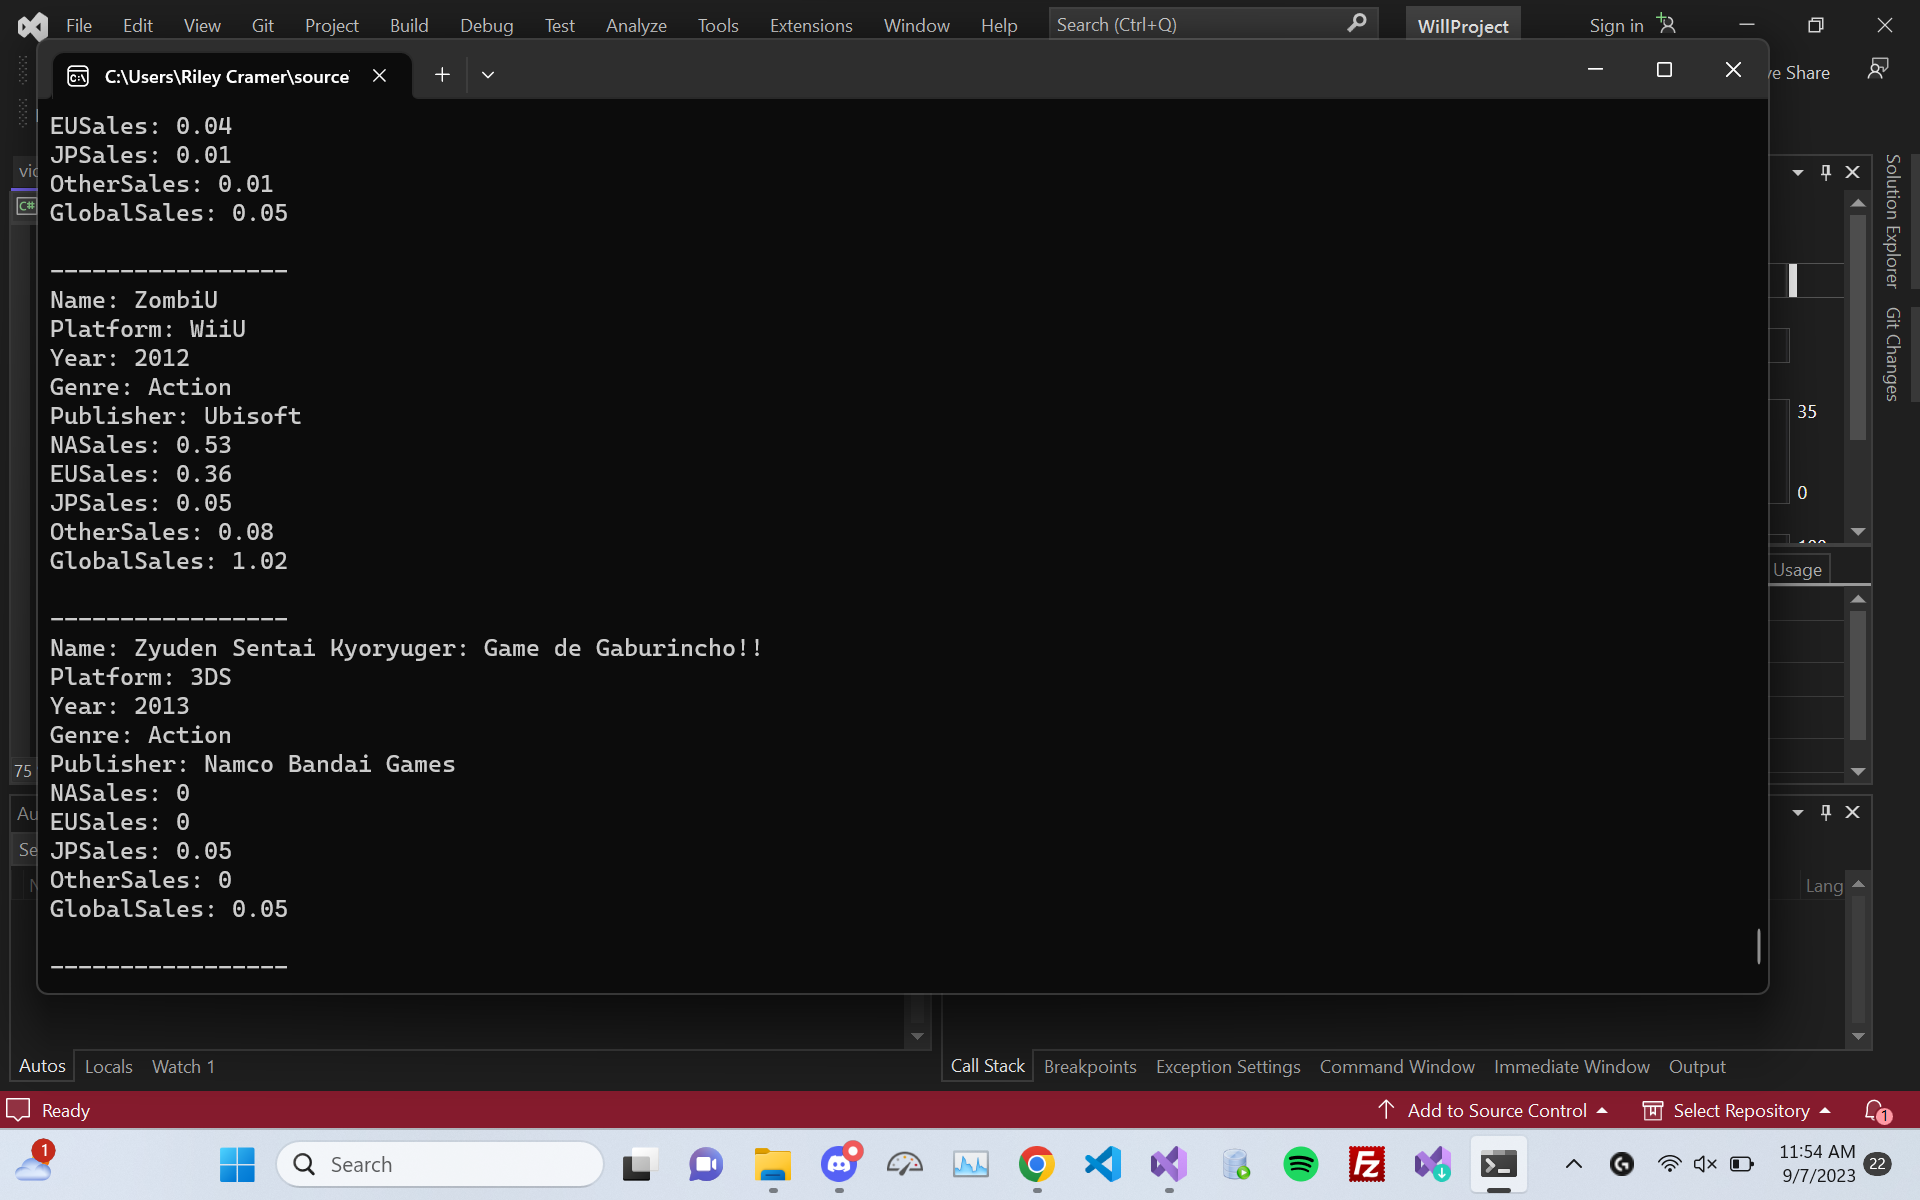 File Edit View Git Project Build Debug Test Analyze Tools Extensions Window Help Search (Ctrl+Q) WillProject Sign in
C:\Users\Riley Cramer\source
Share
EUSales: 0.04
JPSales: 0.01
OtherSales: 0.01
GlobalSales: 0.05
-----------------
Name: ZombiU
Platform: WiiU
Year: 2012
Genre: Action
Publisher: Ubisoft
NASales: 0.53
EUSales: 0.36
JPSales: 0.05
OtherSales: 0.08
GlobalSales: 1.02
-----------------
Name: Zyuden Sentai Kyoryuger: Game de Gaburincho!!
Platform: 3DS
Year: 2013
Genre: Action
Publisher: Namco Bandai Games
NASales: 0
EUSales: 0
JPSales: 0.05
OtherSales: 0
GlobalSales: 0.05
-----------------
C#
75
Solution Explorer
Git Changes
35
0
Usage
Lang
Autos Locals Watch 1
Call Stack Breakpoints Exception Settings Command Window Immediate Window Output
Ready
Add to Source Control Select Repository 1
1
Search
11:54 AM
9/7/2023
22